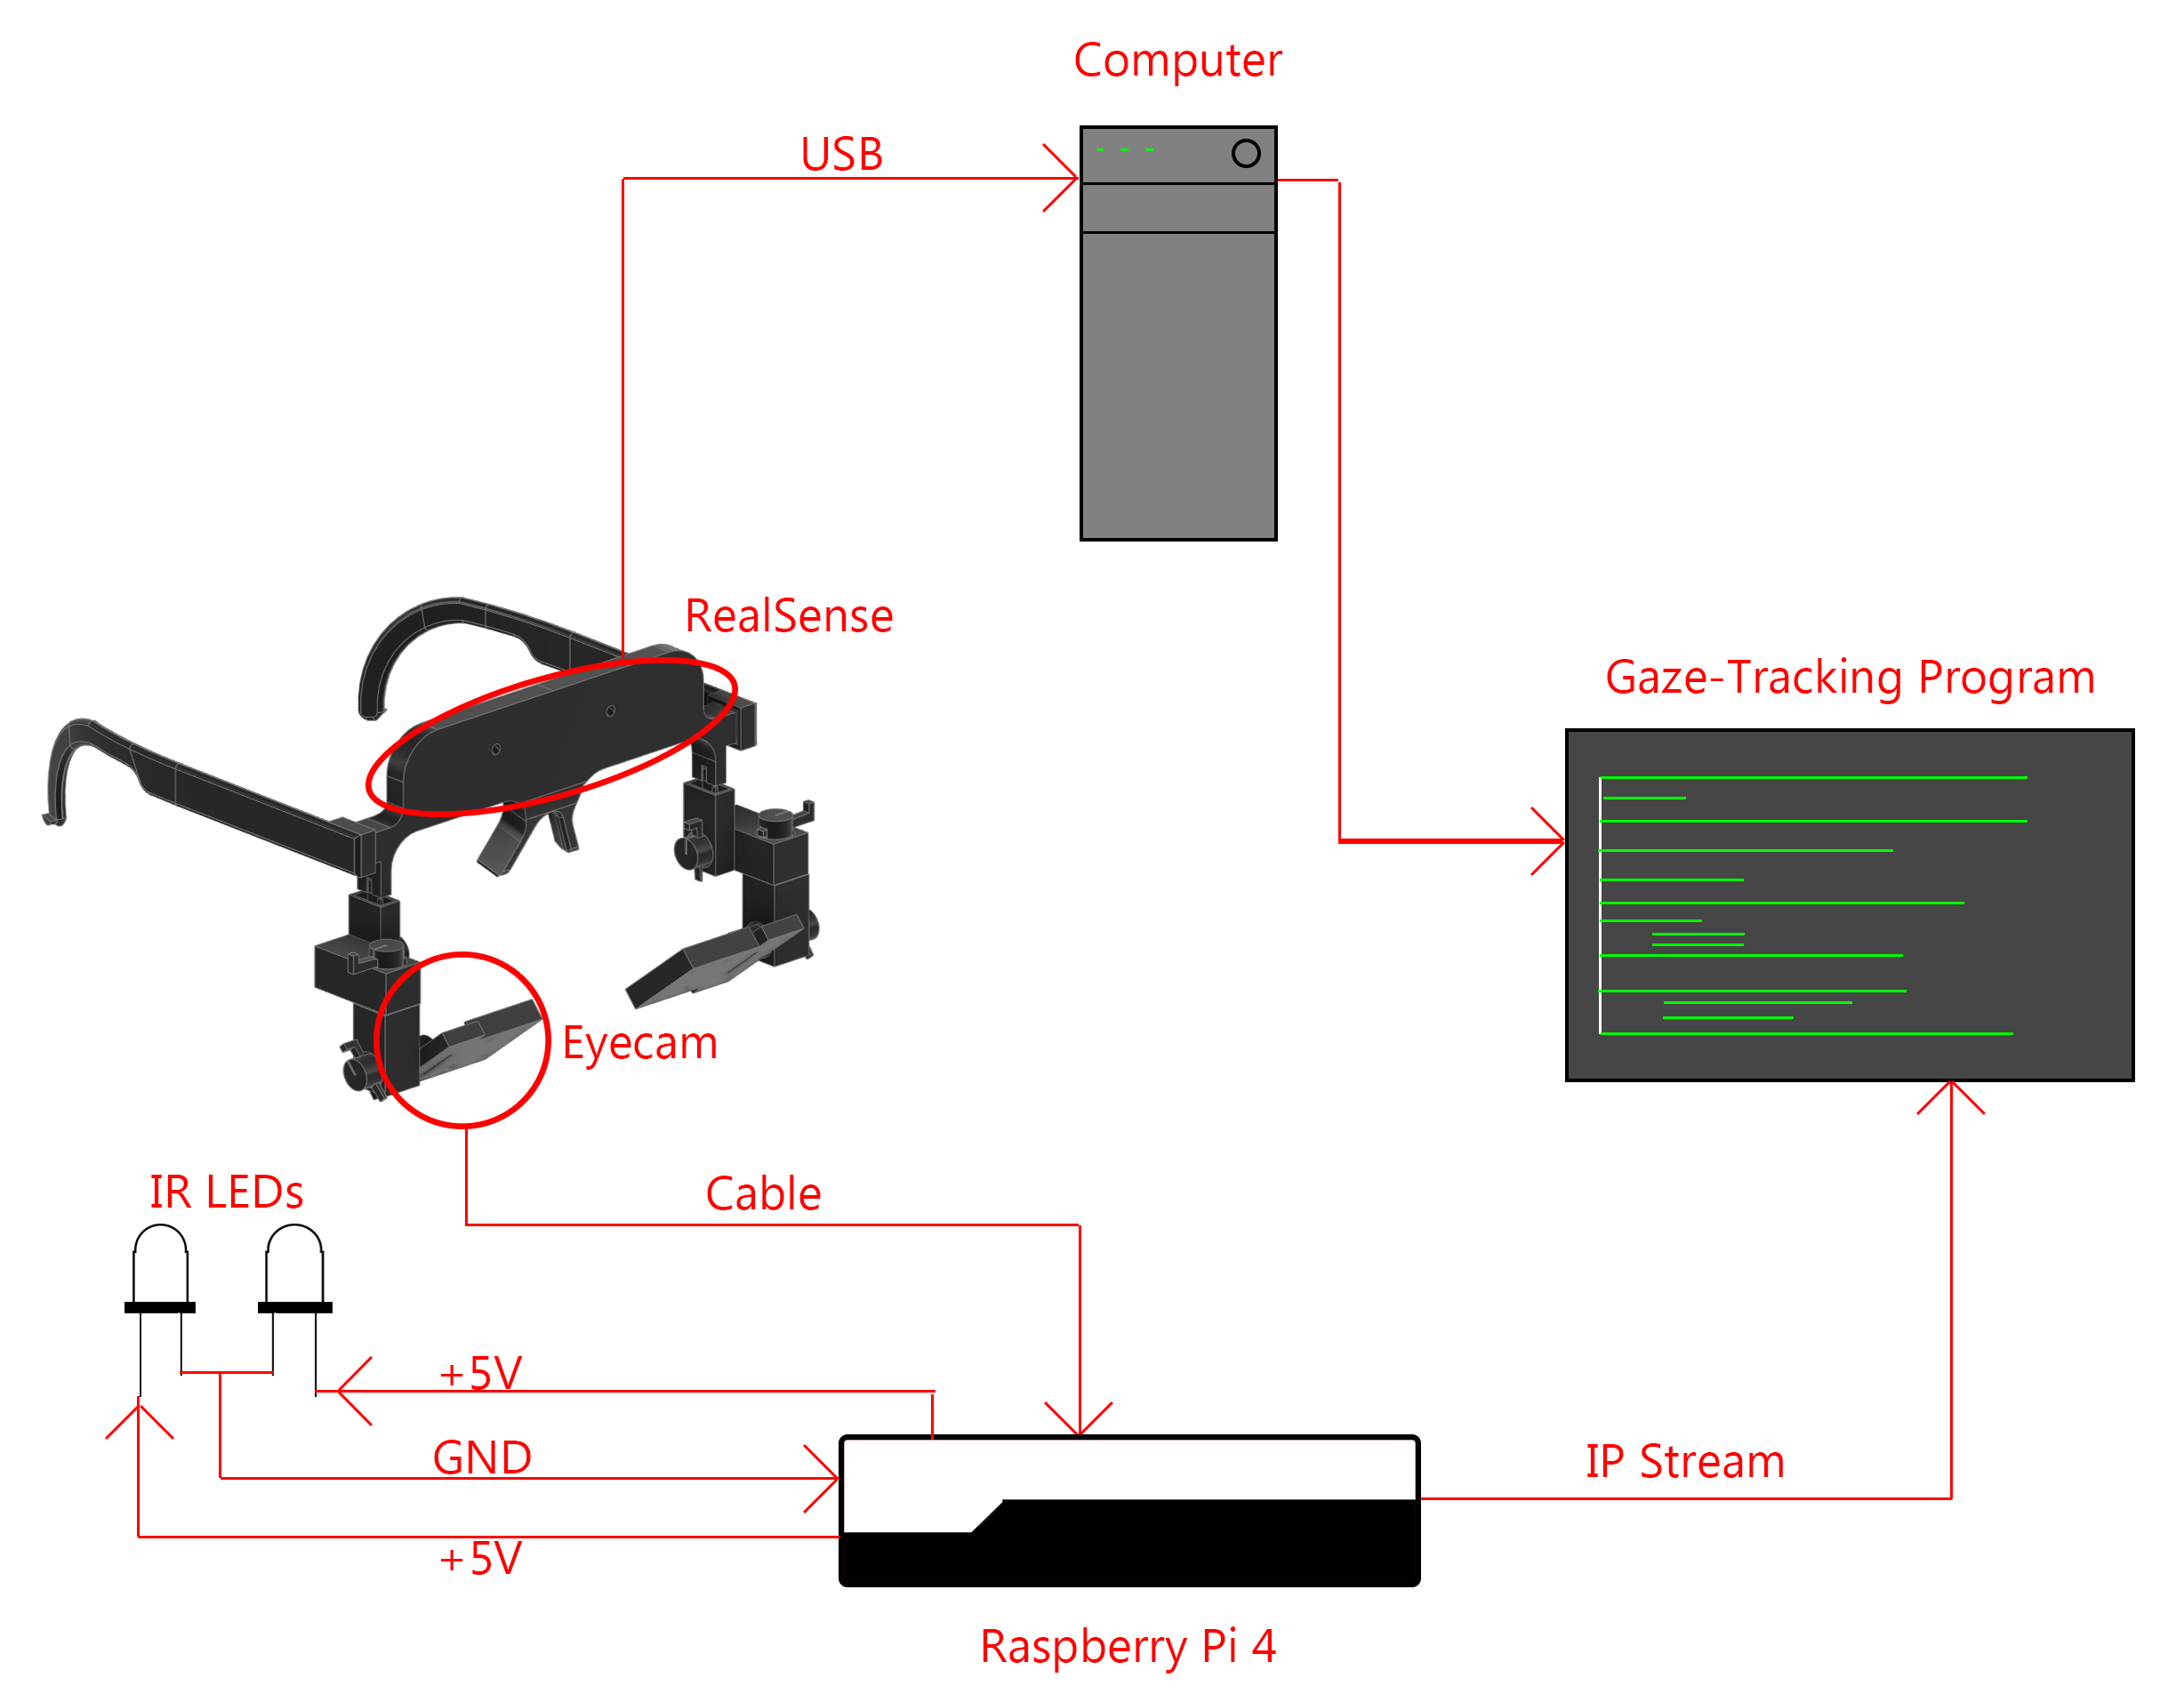 Computer
USB
RealSense
Gaze-Tracking Program
Eyecam
IR LEDs
Cable
+5V
GND
IP Stream
+5V
Raspberry Pi 4